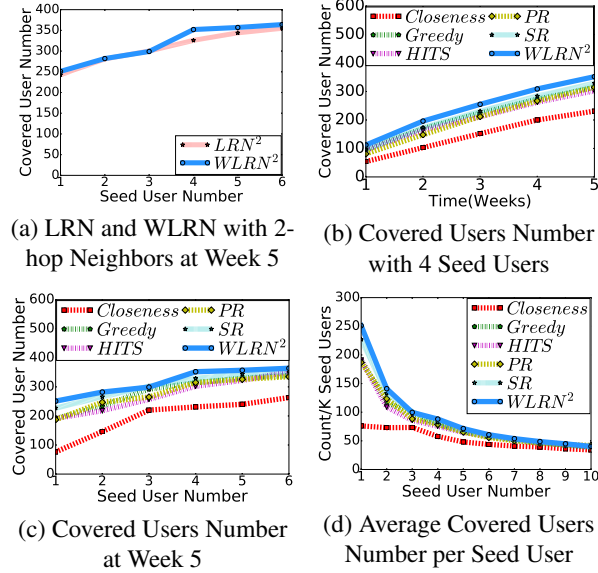 400
350
300
250
200
150
100
50
0
Covered User Number
LRN²
WLRN²
1 2 3 4 5 6
Seed User Number
(a) LRN and WLRN with 2-
hop Neighbors at Week 5
600
500
400
300
200
100
0
Covered User Number
Closeness PR
Greedy SR
HITS WLRN²
1 2 3 4 5
Time(Weeks)
(b) Covered Users Number
with 4 Seed Users
600
500
400
300
200
100
0
Covered User Number
Closeness PR
Greedy SR
HITS WLRN²
1 2 3 4 5 6
Seed User Number
(c) Covered Users Number
at Week 5
300
250
200
150
100
50
0
Count/K Seed Users
Closeness
Greedy
HITS
PR
SR
WLRN²
1 2 3 4 5 6 7 8 9 10
Seed User Number
(d) Average Covered Users
Number per Seed User